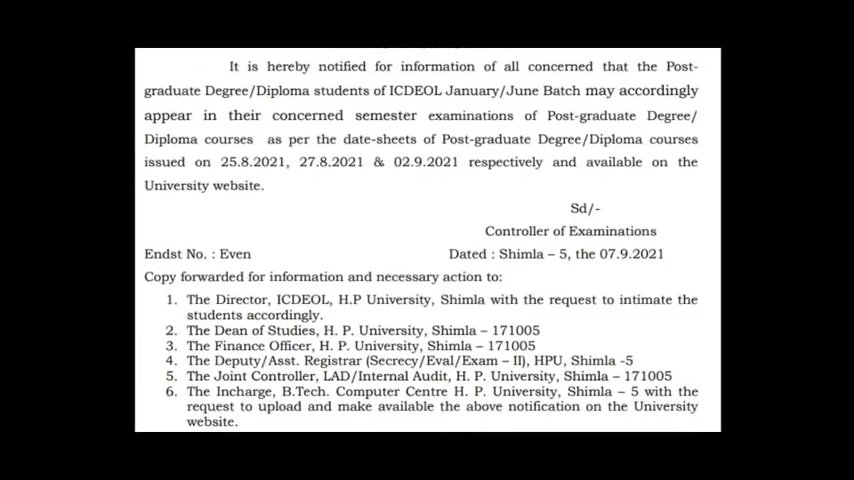 It is hereby notified for information of all concerned that the Post-
graduate Degree/Diploma students of ICDEOL January/June Batch may accordingly
appear in their concerned semester examinations of Post-graduate Degree/
Diploma courses as per the date-sheets of Post-graduate Degree/Diploma courses
issued on 25.8.2021, 27.8.2021 & 02.9.2021 respectively and available on the
University website.
Sd/-
Controller of Examinations
Endst No. : Even Dated : Shimla – 5, the 07.9.2021
Copy forwarded for information and necessary action to:
1. The Director, ICDEOL, H.P University, Shimla with the request to intimate the
students accordingly.
2. The Dean of Studies, H. P. University, Shimla – 171005
3. The Finance Officer, H. P. University, Shimla – 171005
4. The Deputy/Asst. Registrar (Secrecy/Eval/Exam – II), HPU, Shimla -5
5. The Joint Controller, LAD/Internal Audit, H. P. University, Shimla – 171005
6. The Incharge, B.Tech. Computer Centre H. P. University, Shimla – 5 with the
request to upload and make available the above notification on the University
website.